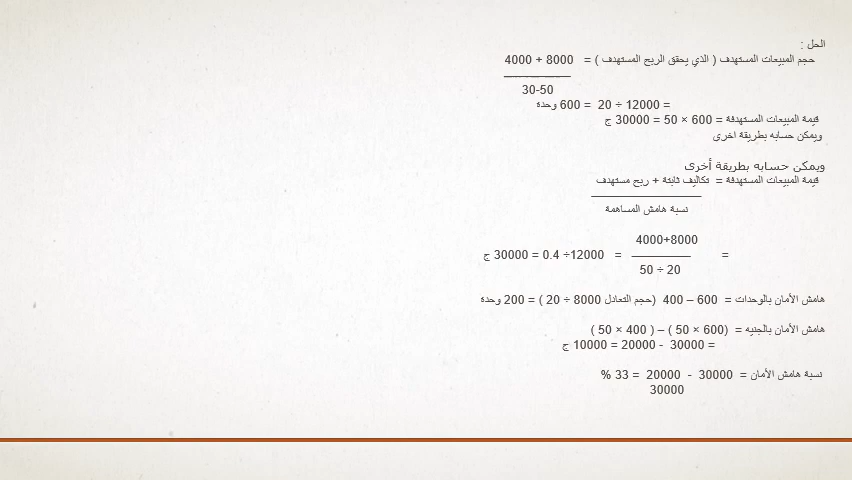 الحل :
حجم المبيعات المستهدف ( الذي يحقق الربح المستهدف ) = 8000 + 4000
30-50
= 12000 ÷ 20 = 600 وحدة
قيمة المبيعات المستهدفة = 600 × 50 = 30000 ج
ويمكن حسابه بطريقة اخرى
ويمكن حسابه بطريقة أخرى
قيمة المبيعات المستهدفة = تكاليف ثابتة + ربح مستهدف
نسبة هامش المساهمة
4000+8000
= = 12000÷ 0.4 = 30000 ج
20 ÷ 50
هامش الأمان بالوحدات = 600 – 400 (حجم التعادل 8000 ÷ 20 ) = 200 وحدة
هامش الأمان بالجنيه = (600 × 50 ) – ( 400 × 50 )
= 30000 - 20000 = 10000 ج
نسبة هامش الأمان = 30000 - 20000 = 33 %
30000